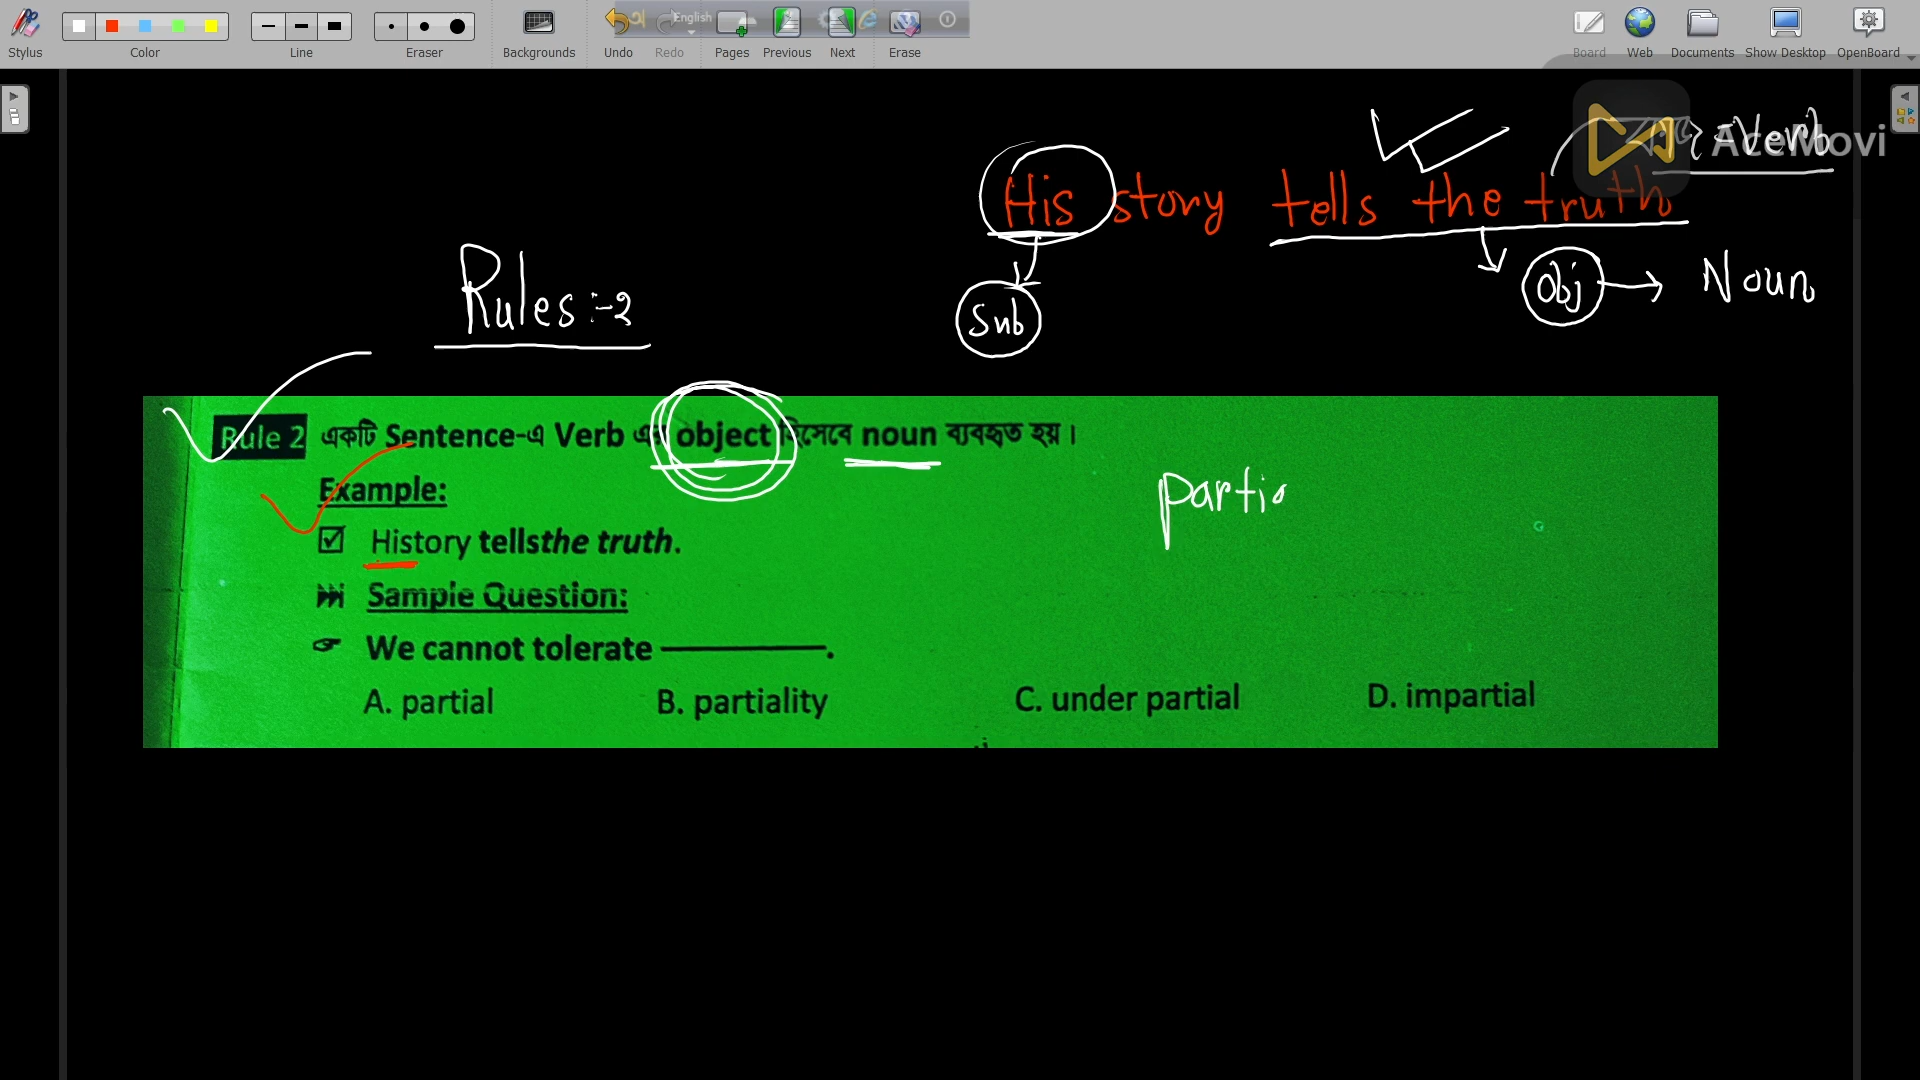 Stylus Color Line Eraser Backgrounds Undo Redo English Pages Previous Next Erase Board Web Documents Show Desktop OpenBoard
AceMovi
-Verb
His story tells the truth
Sub
Obj → Noun
Rules :-2
Rule 2 একটি Sentence-এ Verb এর object হিসেবে noun ব্যবহৃত হয়।
Example:
History tellsthe truth.
partia
Sample Question:
We cannot tolerate ————.
A. partial B. partiality C. under partial D. impartial